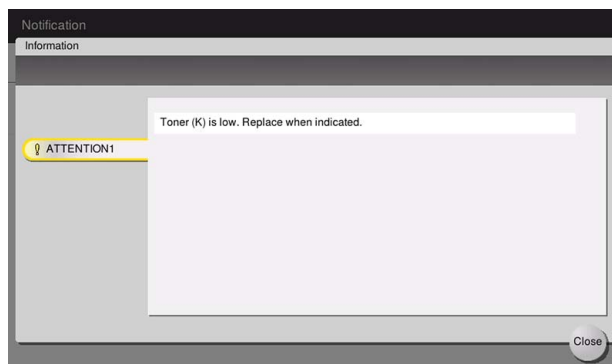 Notification
Information
Toner (K) is low. Replace when indicated.
ATTENTION1
Close